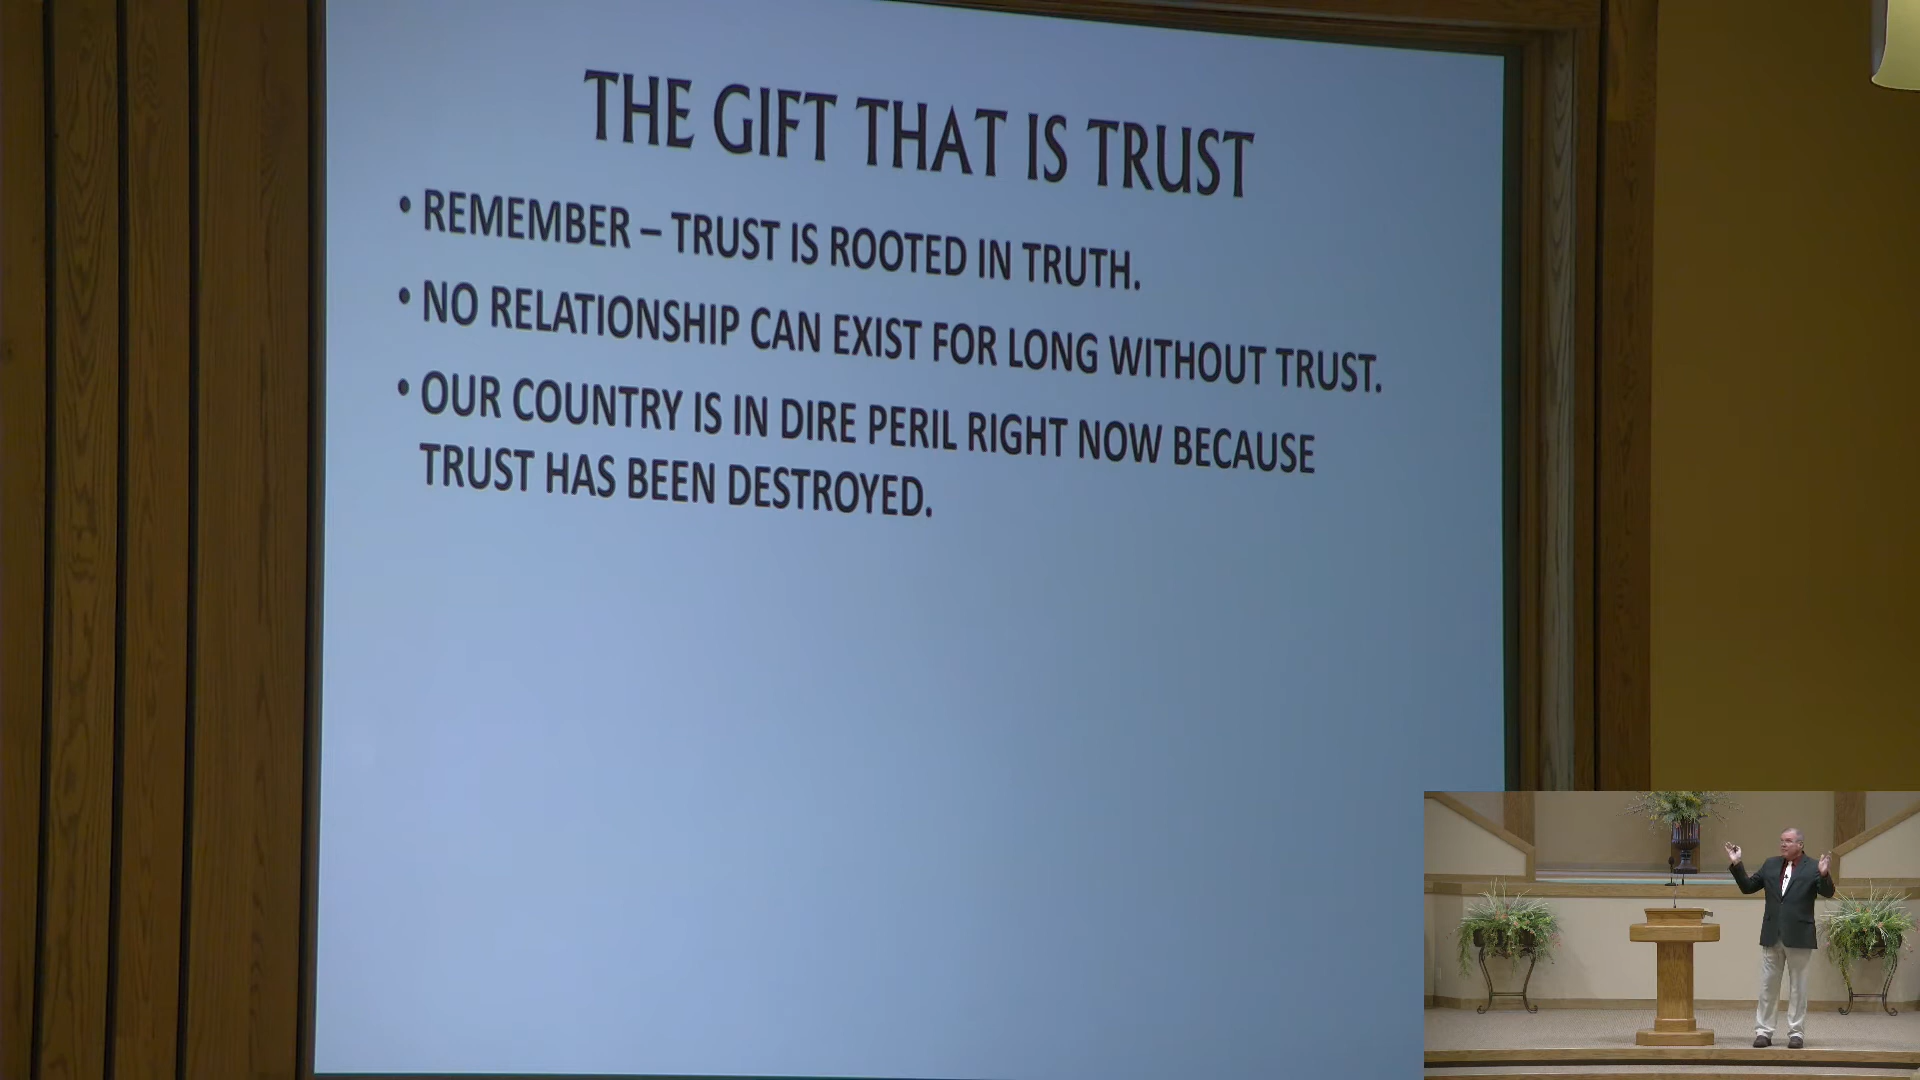 THE GIFT THAT IS TRUST
• REMEMBER – TRUST IS ROOTED IN TRUTH.
• NO RELATIONSHIP CAN EXIST FOR LONG WITHOUT TRUST.
• OUR COUNTRY IS IN DIRE PERIL RIGHT NOW BECAUSE
TRUST HAS BEEN DESTROYED.